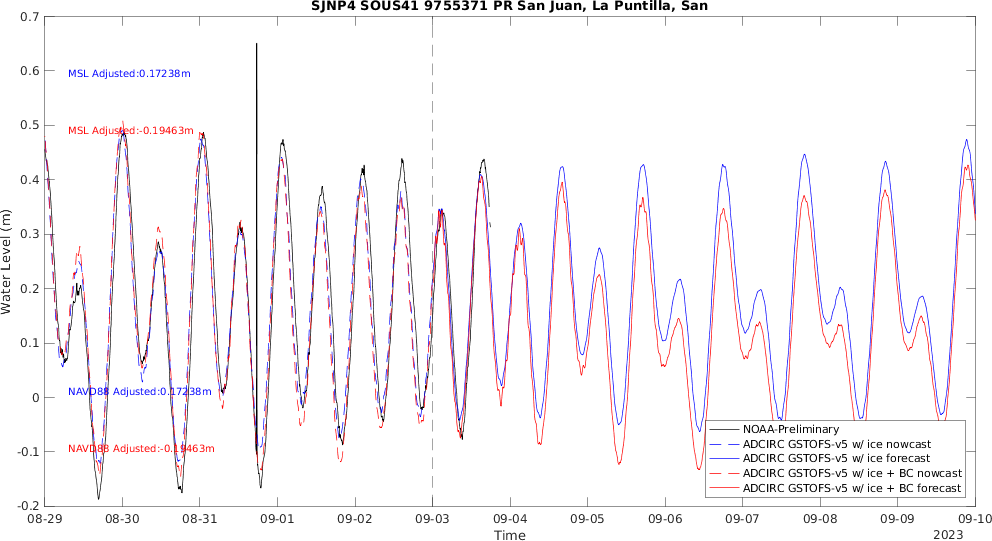 SJNP4 SOUS41 9755371 PR San Juan, La Puntilla, San
Water Level (m)
0.7
0.6
0.5
0.4
0.3
0.2
0.1
0
-0.1
-0.2
MSL Adjusted:0.17238m
MSL Adjusted:-0.19463m
NAVD88 Adjusted:0.17238m
NAVD88 Adjusted:-0.19463m
NOAA-Preliminary
ADCIRC GSTOFS-v5 w/ ice nowcast
ADCIRC GSTOFS-v5 w/ ice forecast
ADCIRC GSTOFS-v5 w/ ice + BC nowcast
ADCIRC GSTOFS-v5 w/ ice + BC forecast
08-29 08-30 08-31 09-01 09-02 09-03 09-04 09-05 09-06 09-07 09-08 09-09 09-10
Time
2023